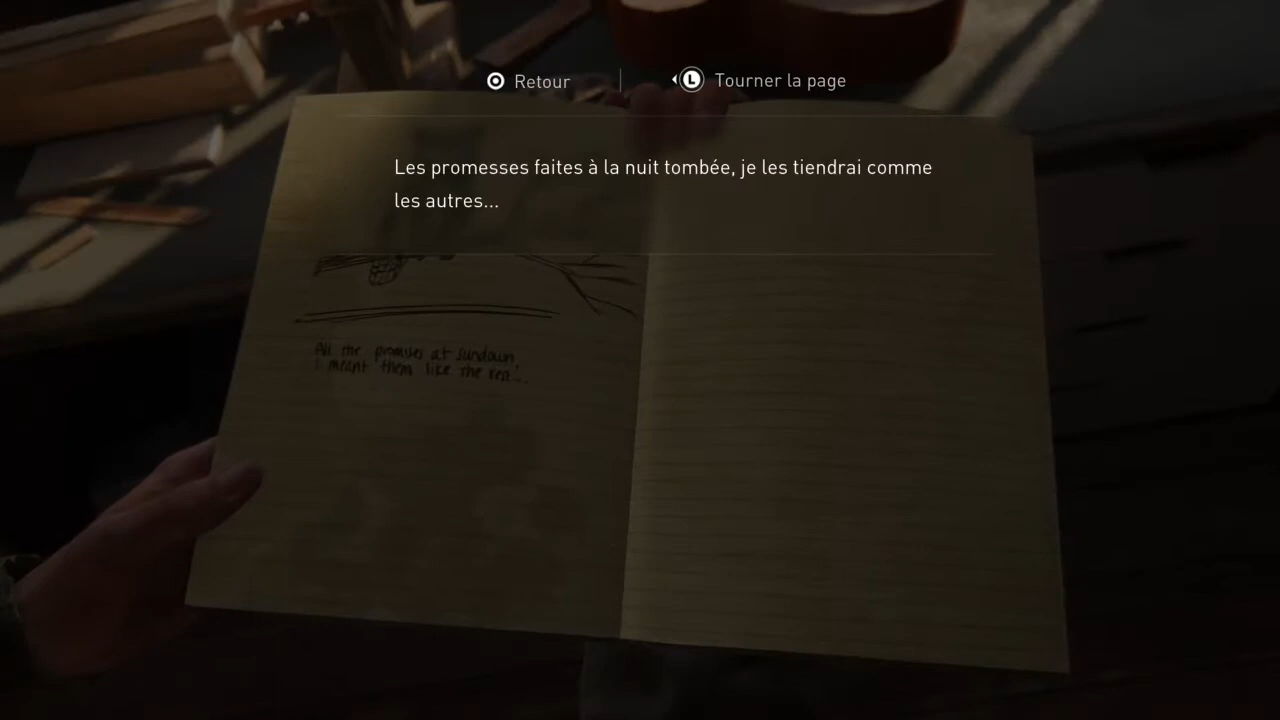 Retour
L Tourner la page
Les promesses faites à la nuit tombée, je les tiendrai comme
les autres...
All the promises at sundown,
I meant them like the rest...